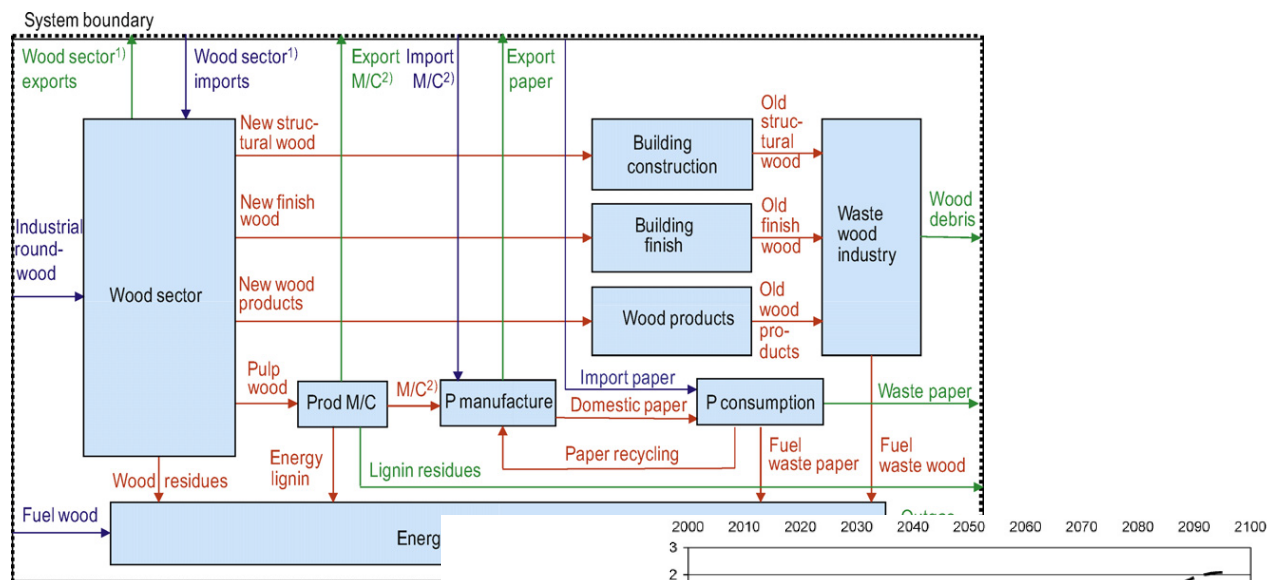 System boundary
Wood sector1)
exports
Wood sector1)
imports
Export
M/C2)
Import
M/C2)
Export
paper
New struc-
tural wood
Building
construction
Old
struc-
tural
wood
New finish
wood
Building
finish
Old
finish
wood
Waste
wood
industry
Wood
debris
Industrial
round-
wood
Wood sector
New wood
products
Wood products
Old
wood
pro-
ducts
Pulp
wood
Prod M/C
M/C2)
P manufacture
Import paper
Domestic paper
P consumption
Waste paper
Paper recycling
Energy
lignin
Lignin residues
Fuel
waste paper
Fuel
waste wood
Wood residues
Fuel wood
Energ
2000 2010 2020 2030 2040 2050 2060 2070 2080 2090 2100
3
2